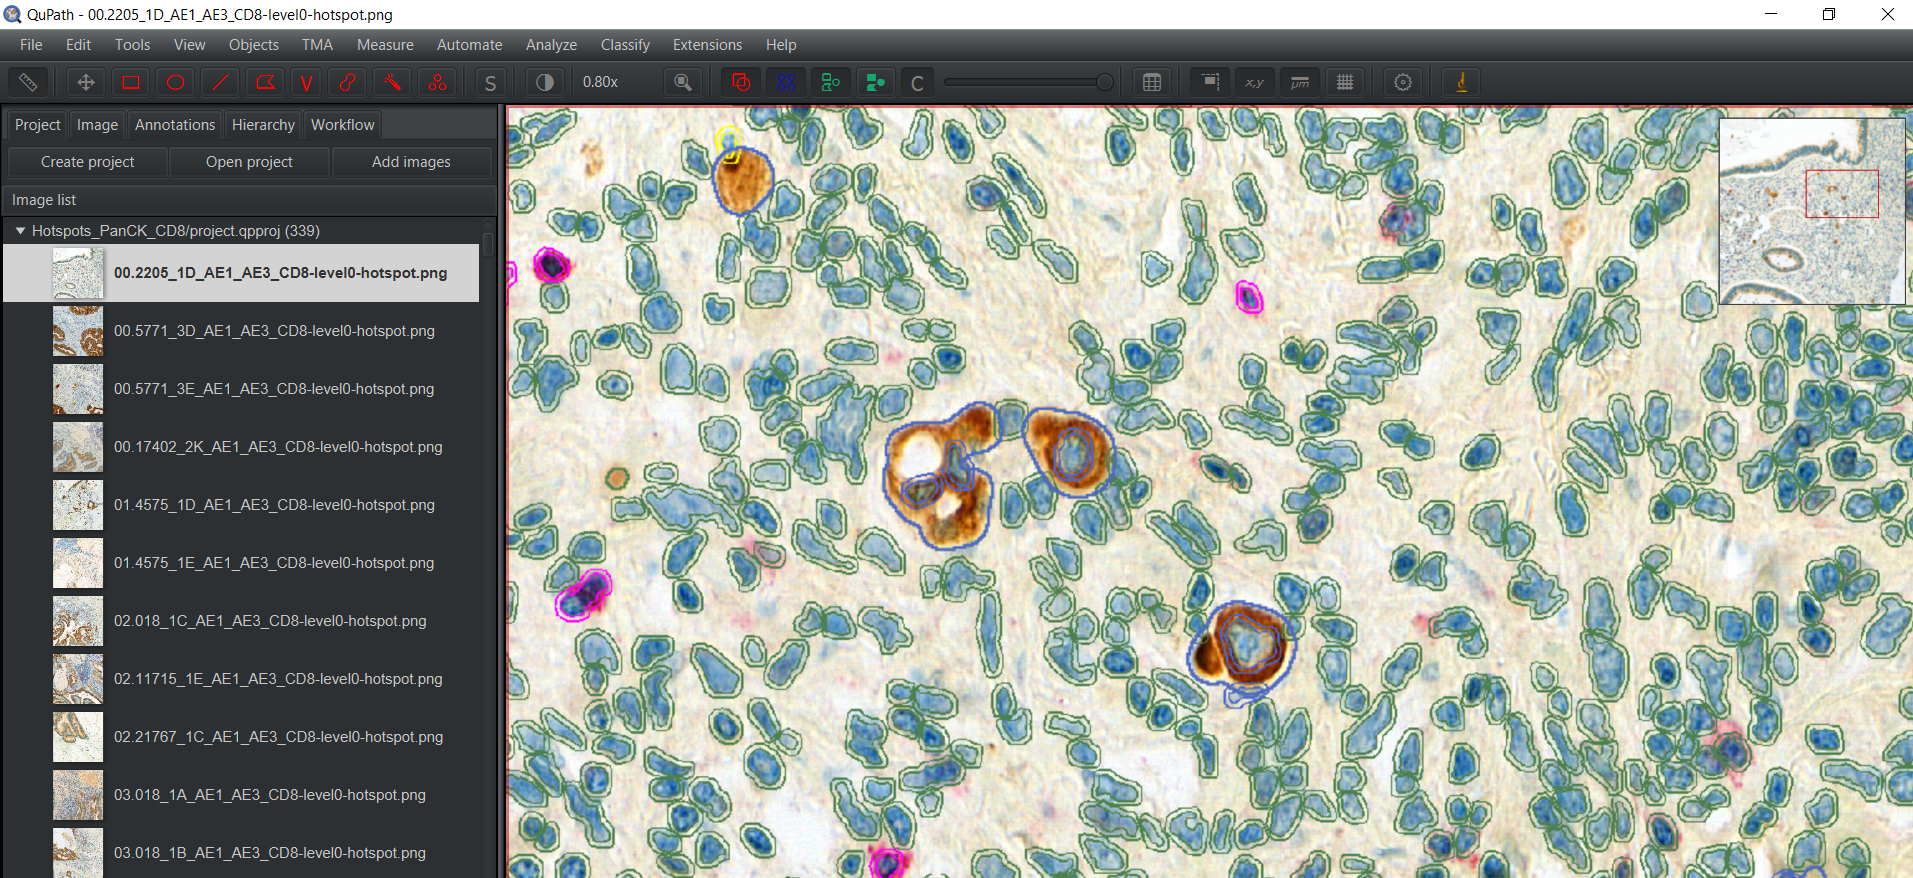 QuPath - 00.2205_1D_AE1_AE3_CD8-level0-hotspot.png
File Edit Tools View Objects TMA Measure Automate Analyze Classify Extensions Help
V S 0.80x C x,y μm
Project Image Annotations Hierarchy Workflow
Create project Open project Add images
Image list
Hotspots_PanCK_CD8/project.qpproj (339)
00.2205_1D_AE1_AE3_CD8-level0-hotspot.png
00.5771_3D_AE1_AE3_CD8-level0-hotspot.png
00.5771_3E_AE1_AE3_CD8-level0-hotspot.png
00.17402_2K_AE1_AE3_CD8-level0-hotspot.png
01.4575_1D_AE1_AE3_CD8-level0-hotspot.png
01.4575_1E_AE1_AE3_CD8-level0-hotspot.png
02.018_1C_AE1_AE3_CD8-level0-hotspot.png
02.11715_1E_AE1_AE3_CD8-level0-hotspot.png
02.21767_1C_AE1_AE3_CD8-level0-hotspot.png
03.018_1A_AE1_AE3_CD8-level0-hotspot.png
03.018_1B_AE1_AE3_CD8-level0-hotspot.png